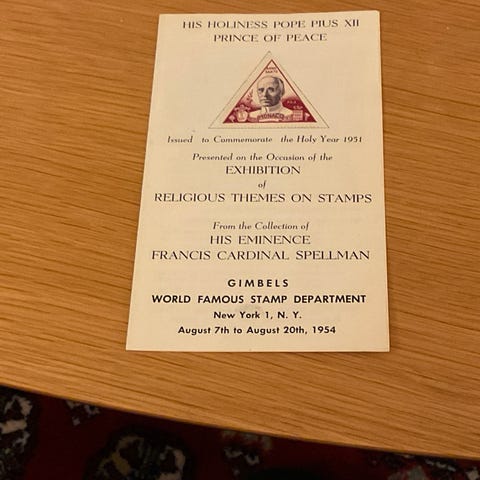 HIS HOLINESS POPE PIUS XII
PRINCE OF PEACE
MONACO
Issued to Commemorate the Holy Year 1951
Presented on the Occasion of the
EXHIBITION
of
RELIGIOUS THEMES ON STAMPS
From the Collection of
HIS EMINENCE
FRANCIS CARDINAL SPELLMAN
GIMBELS
WORLD FAMOUS STAMP DEPARTMENT
New York 1, N. Y.
August 7th to August 20th, 1954